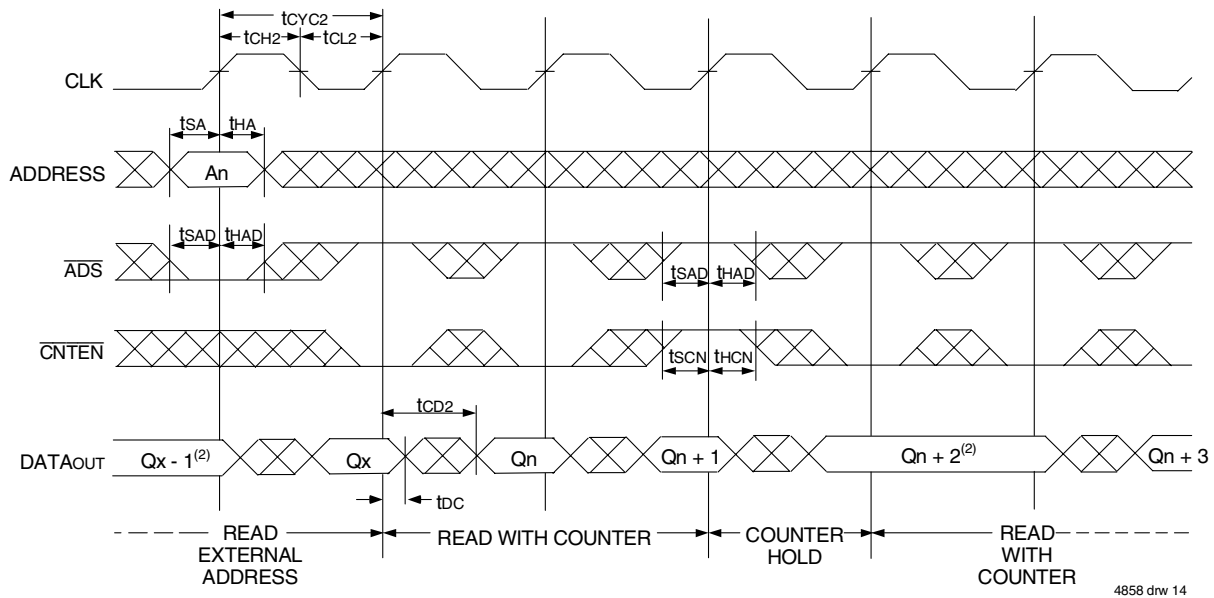 tCYC2
tCH2 tCL2
CLK
tSA tHA
ADDRESS An
tSAD tHAD
ADS
tSAD tHAD
CNTEN
tSCN tHCN
tCD2
DATAOUT Qx - 1(2) Qx Qn Qn + 1 Qn + 2(2) Qn + 3
tDC
READ EXTERNAL ADDRESS
READ WITH COUNTER
COUNTER HOLD
READ WITH COUNTER
4858 drw 14